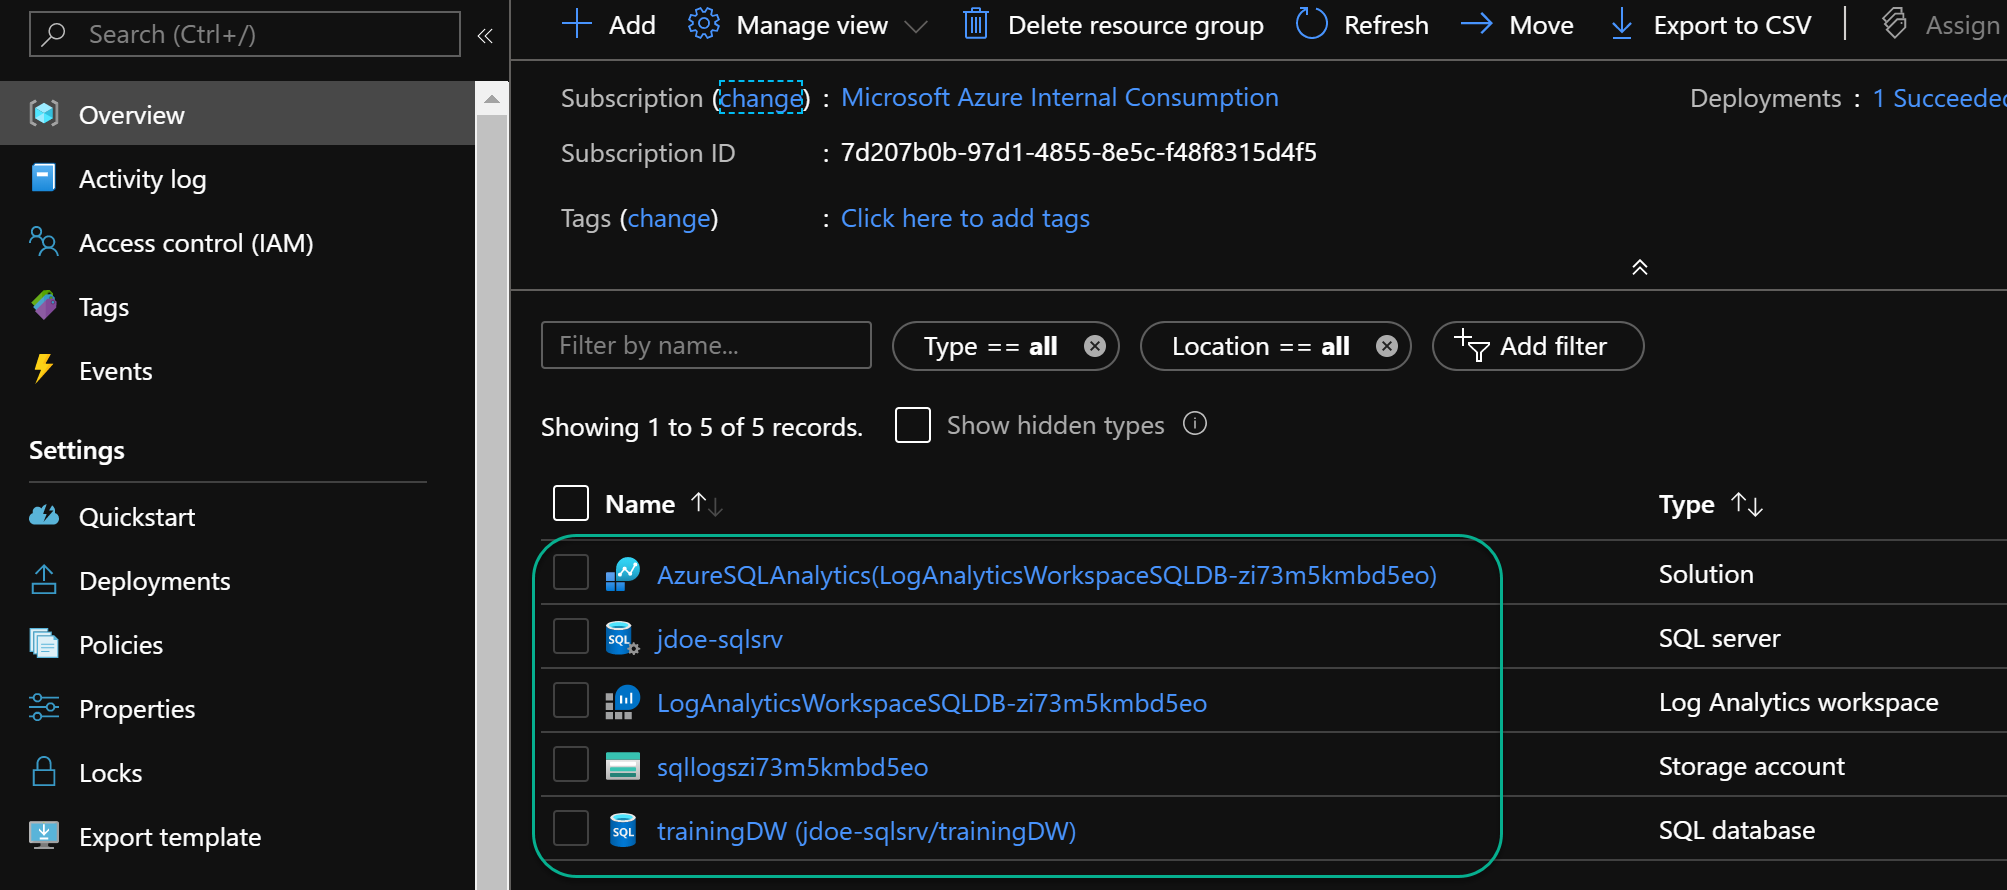 Search (Ctrl+/)
«
Overview
Activity log
Access control (IAM)
Tags
Events
Settings
Quickstart
Deployments
Policies
Properties
Locks
Export template
Add Manage view Delete resource group Refresh Move Export to CSV Assign
Subscription (change) : Microsoft Azure Internal Consumption
Deployments : 1 Succeeded
Subscription ID : 7d207b0b-97d1-4855-8e5c-f48f8315d4f5
Tags (change) : Click here to add tags
Filter by name... Type == all Location == all Add filter
Showing 1 to 5 of 5 records. Show hidden types
Name Type
AzureSQLAnalytics(LogAnalyticsWorkspaceSQLDB-zi73m5kmbd5eo) Solution
SQL jdoe-sqlsrv SQL server
LogAnalyticsWorkspaceSQLDB-zi73m5kmbd5eo Log Analytics workspace
sqllogszi73m5kmbd5eo Storage account
SQL trainingDW (jdoe-sqlsrv/trainingDW) SQL database